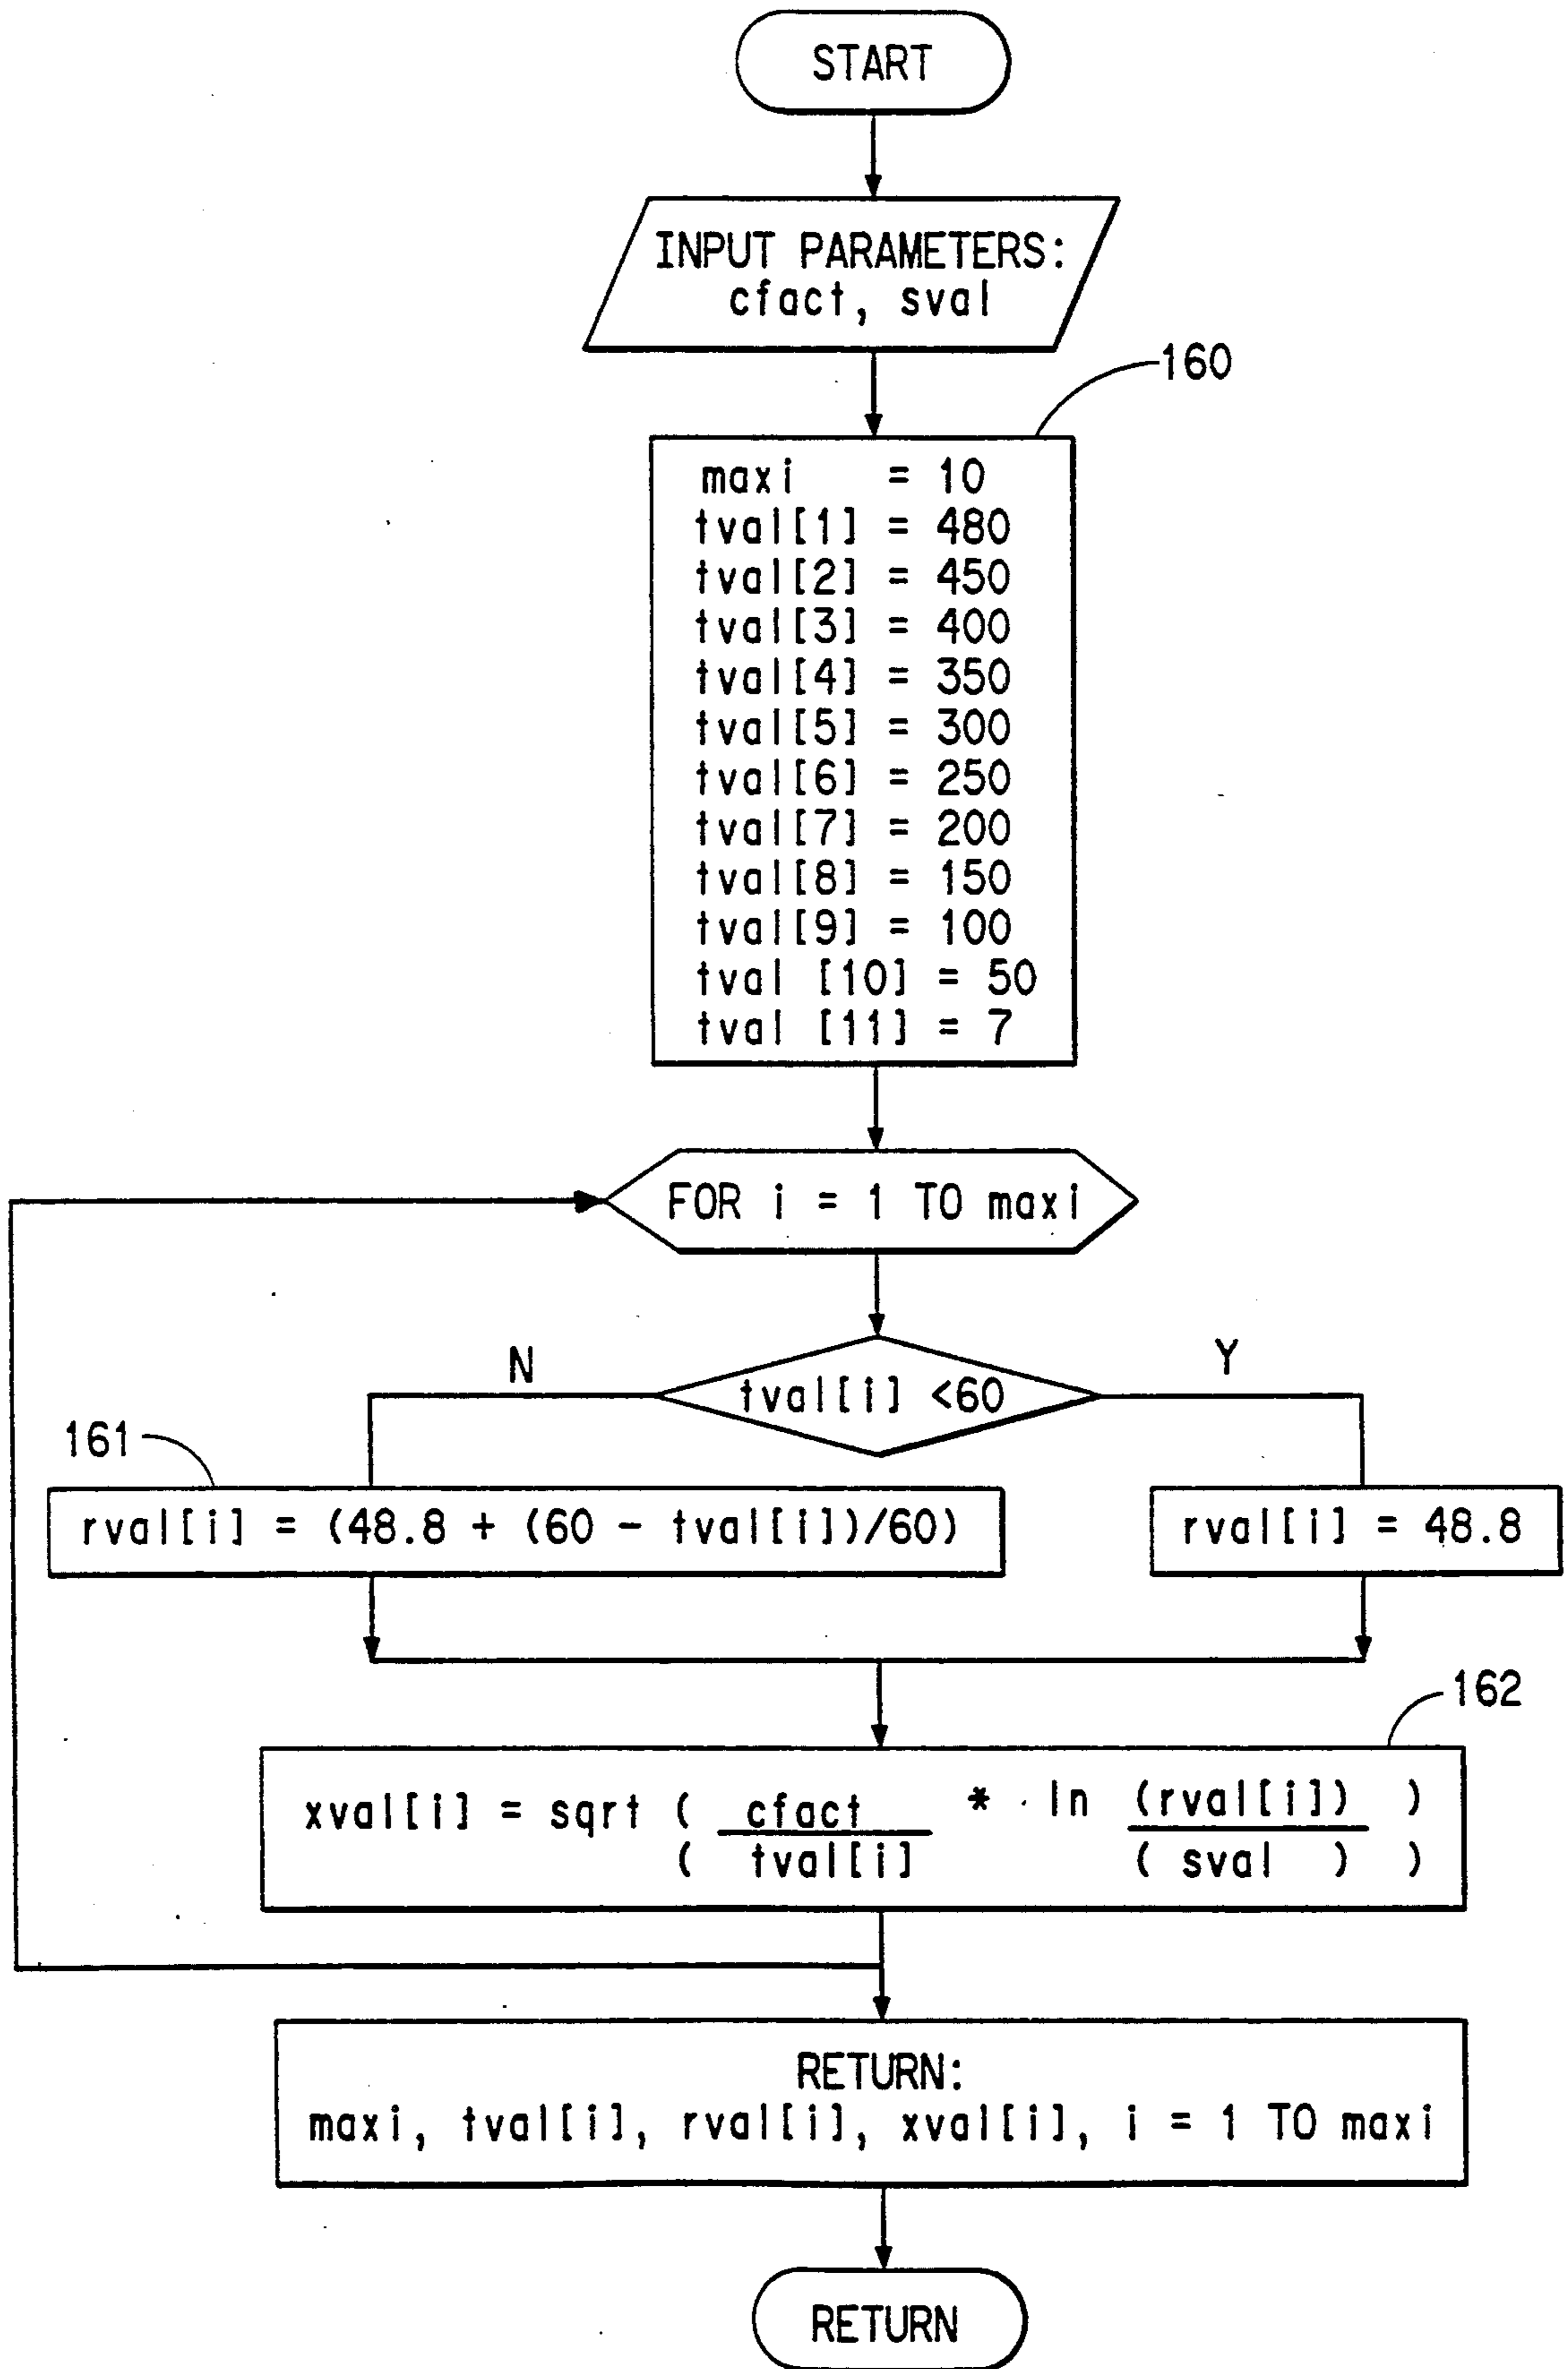 START
INPUT PARAMETERS:
cfact, sval
160
maxi = 10
tval[1] = 480
tval[2] = 450
tval[3] = 400
tval[4] = 350
tval[5] = 300
tval[6] = 250
tval[7] = 200
tval[8] = 150
tval[9] = 100
tval [10] = 50
tval [11] = 7
FOR i = 1 TO maxi
N
tval[i] <60
Y
161
rval[i] = (48.8 + (60 - tval[i])/60)
rval[i] = 48.8
162
xval[i] = sqrt ( cfact * ln (rval[i]) )
( tval[i] ( sval ) )
RETURN:
maxi, tval[i], rval[i], xval[i], i = 1 TO maxi
RETURN